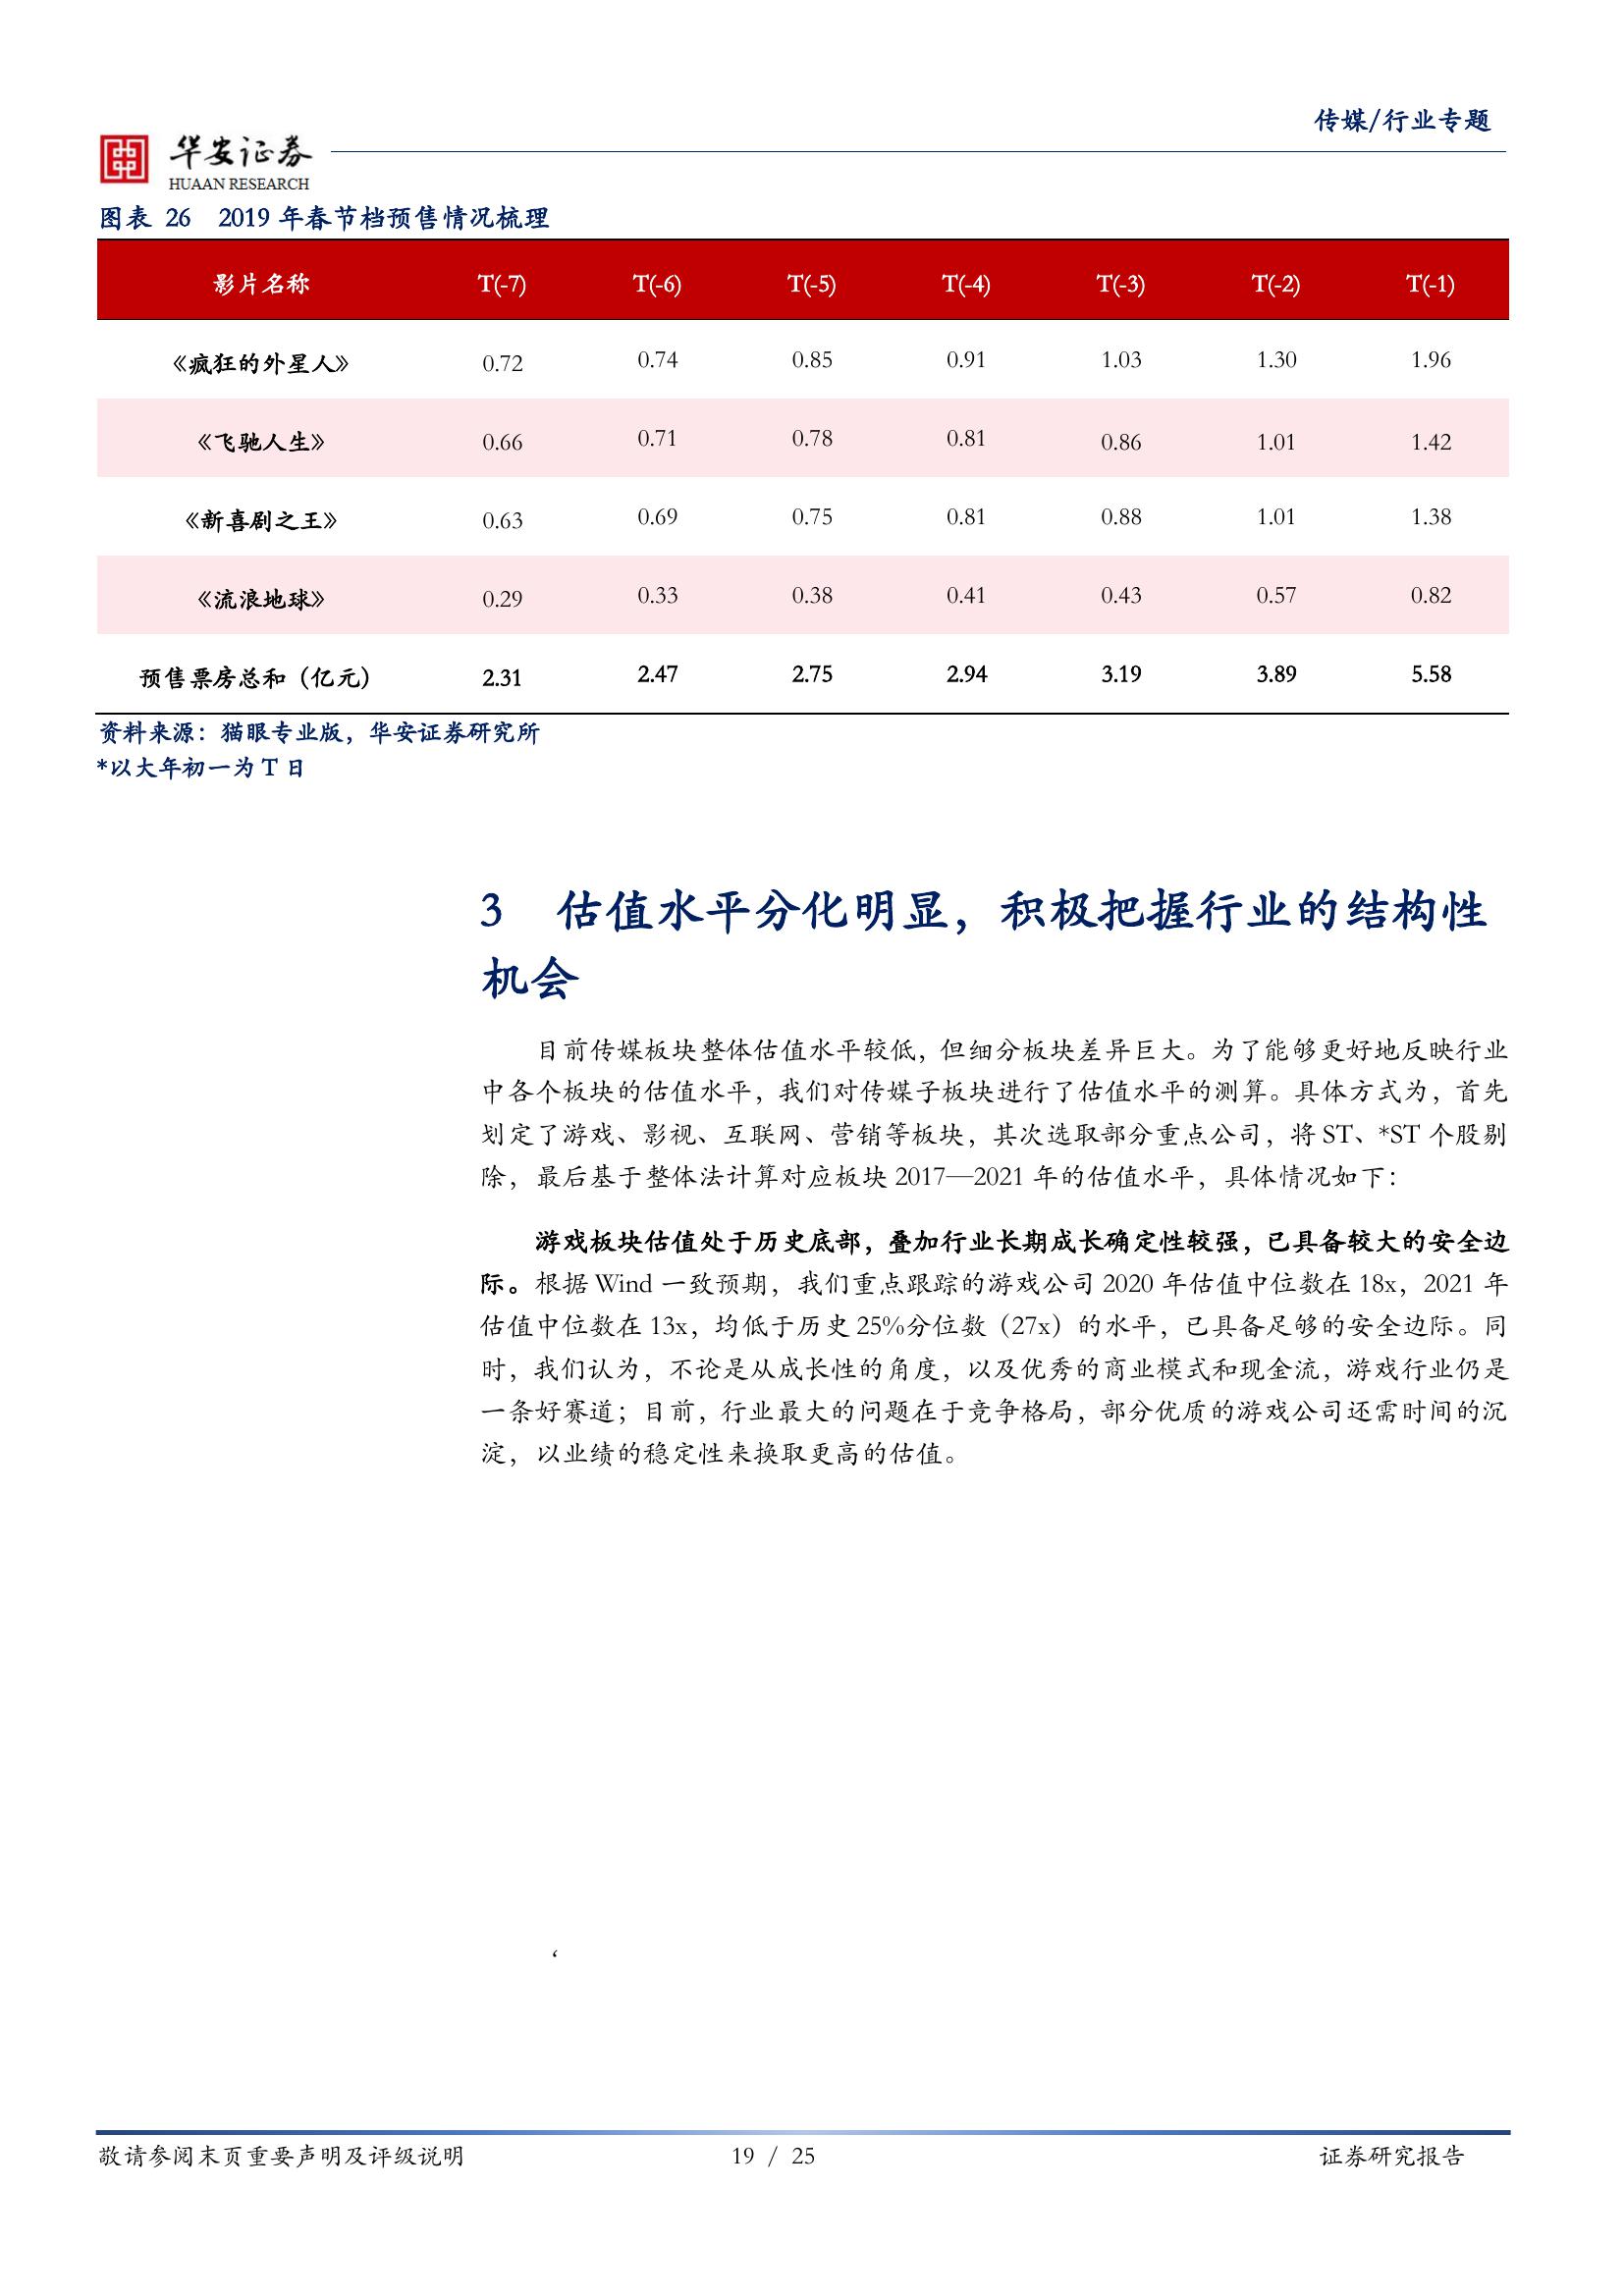 传媒/行业专题
华安证券
HUAAN RESEARCH
图表 26 2019 年春节档预售情况梳理
影片名称 T(-7) T(-6) T(-5) T(-4) T(-3) T(-2) T(-1)
《疯狂的外星人》 0.72 0.74 0.85 0.91 1.03 1.30 1.96
《飞驰人生》 0.66 0.71 0.78 0.81 0.86 1.01 1.42
《新喜剧之王》 0.63 0.69 0.75 0.81 0.88 1.01 1.38
《流浪地球》 0.29 0.33 0.38 0.41 0.43 0.57 0.82
预售票房总和（亿元） 2.31 2.47 2.75 2.94 3.19 3.89 5.58
资料来源：猫眼专业版，华安证券研究所
*以大年初一为 T 日
3 估值水平分化明显，积极把握行业的结构性
机会
目前传媒板块整体估值水平较低，但细分板块差异巨大。为了能够更好地反映行业
中各个板块的估值水平，我们对传媒子板块进行了估值水平的测算。具体方式为，首先
划定了游戏、影视、互联网、营销等板块，其次选取部分重点公司，将 ST、*ST 个股剔
除，最后基于整体法计算对应板块 2017—2021 年的估值水平，具体情况如下：
游戏板块估值处于历史底部，叠加行业长期成长确定性较强，已具备较大的安全边
际。根据 Wind 一致预期，我们重点跟踪的游戏公司 2020 年估值中位数在 18x，2021 年
估值中位数在 13x，均低于历史 25%分位数（27x）的水平，已具备足够的安全边际。同
时，我们认为，不论是从成长性的角度，以及优秀的商业模式和现金流，游戏行业仍是
一条好赛道；目前，行业最大的问题在于竞争格局，部分优质的游戏公司还需时间的沉
淀，以业绩的稳定性来换取更高的估值。
‘
敬请参阅末页重要声明及评级说明 19 / 25 证券研究报告